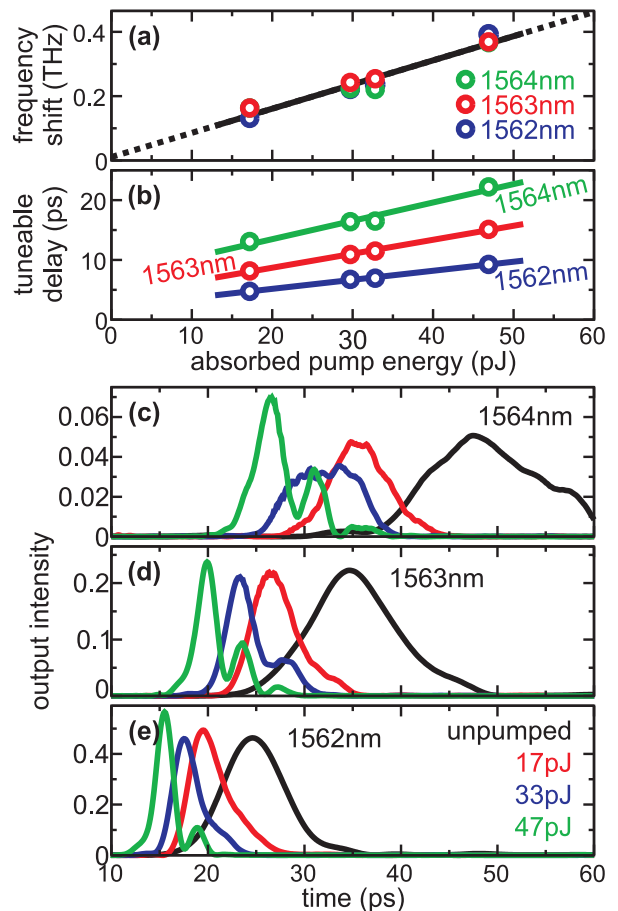 (a)
frequency
shift (THz)
0.4
0.2
0
1564nm
1563nm
1562nm
(b)
tuneable
delay (ps)
20
10
0
1564nm
1563nm
1562nm
0 10 20 30 40 50 60
absorbed pump energy (pJ)
output intensity
(c)
1564nm
0.06
0.04
0.02
0
(d)
1563nm
0.2
0.1
0
(e)
1562nm
unpumped
17pJ
33pJ
47pJ
0.4
0.2
0
10 20 30 40 50 60
time (ps)